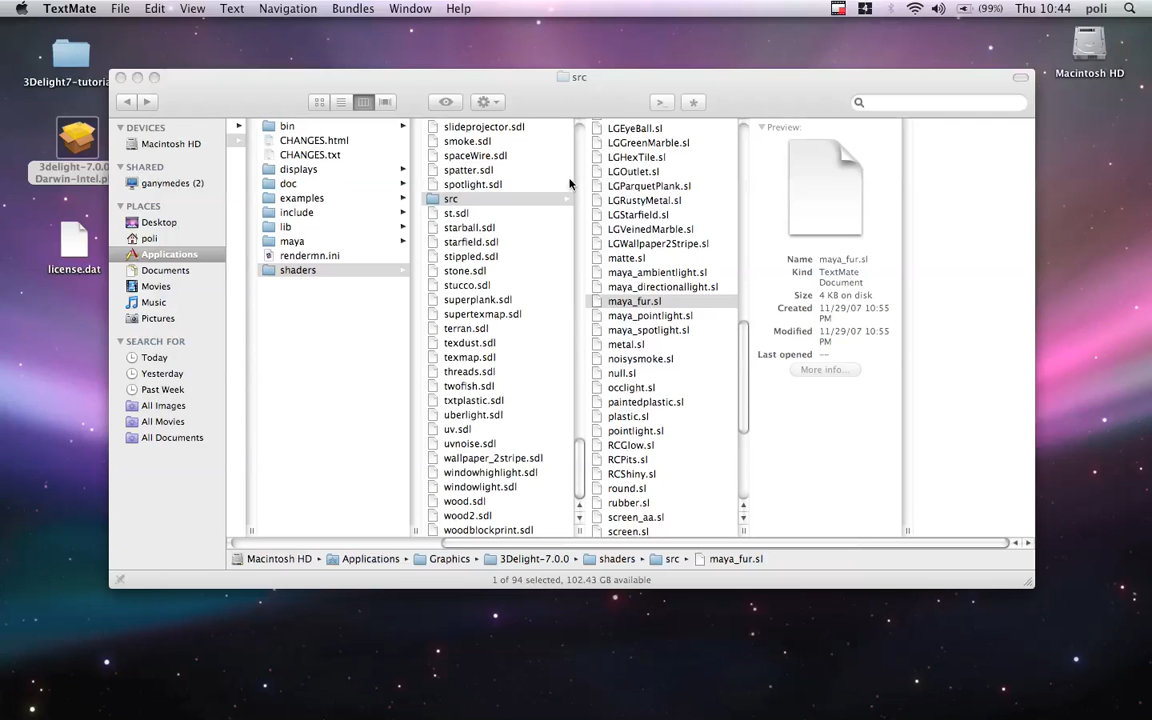 TextMate File Edit View Text Navigation Bundles Window Help (99%) Thu 10:44 poli
3Delight7-tutoria
Macintosh HD
3delight-7.0.0
Darwin-Intel.p
license.dat
src
DEVICES
Macintosh HD
SHARED
ganymedes (2)
PLACES
Desktop
poli
Applications
Documents
Movies
Music
Pictures
SEARCH FOR
Today
Yesterday
Past Week
All Images
All Movies
All Documents
bin
CHANGES.html
CHANGES.txt
displays
doc
examples
include
lib
maya
rendermn.ini
shaders
slideprojector.sdl
smoke.sdl
spaceWire.sdl
spatter.sdl
spotlight.sdl
src
st.sdl
starball.sdl
starfield.sdl
stippled.sdl
stone.sdl
stucco.sdl
superplank.sdl
supertexmap.sdl
terran.sdl
texdust.sdl
texmap.sdl
threads.sdl
twofish.sdl
txtplastic.sdl
uberlight.sdl
uv.sdl
uvnoise.sdl
wallpaper_2stripe.sdl
windowhighlight.sdl
windowlight.sdl
wood.sdl
wood2.sdl
woodblockprint.sdl
LGEyeBall.sl
LGGreenMarble.sl
LGHexTile.sl
LGOutlet.sl
LGParquetPlank.sl
LGRustyMetal.sl
LGStarfield.sl
LGVeinedMarble.sl
LGWallpaper2Stripe.sl
matte.sl
maya_ambientlight.sl
maya_directionallight.sl
maya_fur.sl
maya_pointlight.sl
maya_spotlight.sl
metal.sl
noisysmoke.sl
null.sl
occlight.sl
paintedplastic.sl
plastic.sl
pointlight.sl
RCGlow.sl
RCPits.sl
RCShiny.sl
round.sl
rubber.sl
screen_aa.sl
screen.sl
Preview:
Name maya_fur.sl
Kind TextMate
Document
Size 4 KB on disk
Created 11/29/07 10:55
PM
Modified 11/29/07 10:55
PM
Last opened --
More info...
Macintosh HD Applications Graphics 3Delight-7.0.0 shaders src maya_fur.sl
1 of 94 selected, 102.43 GB available